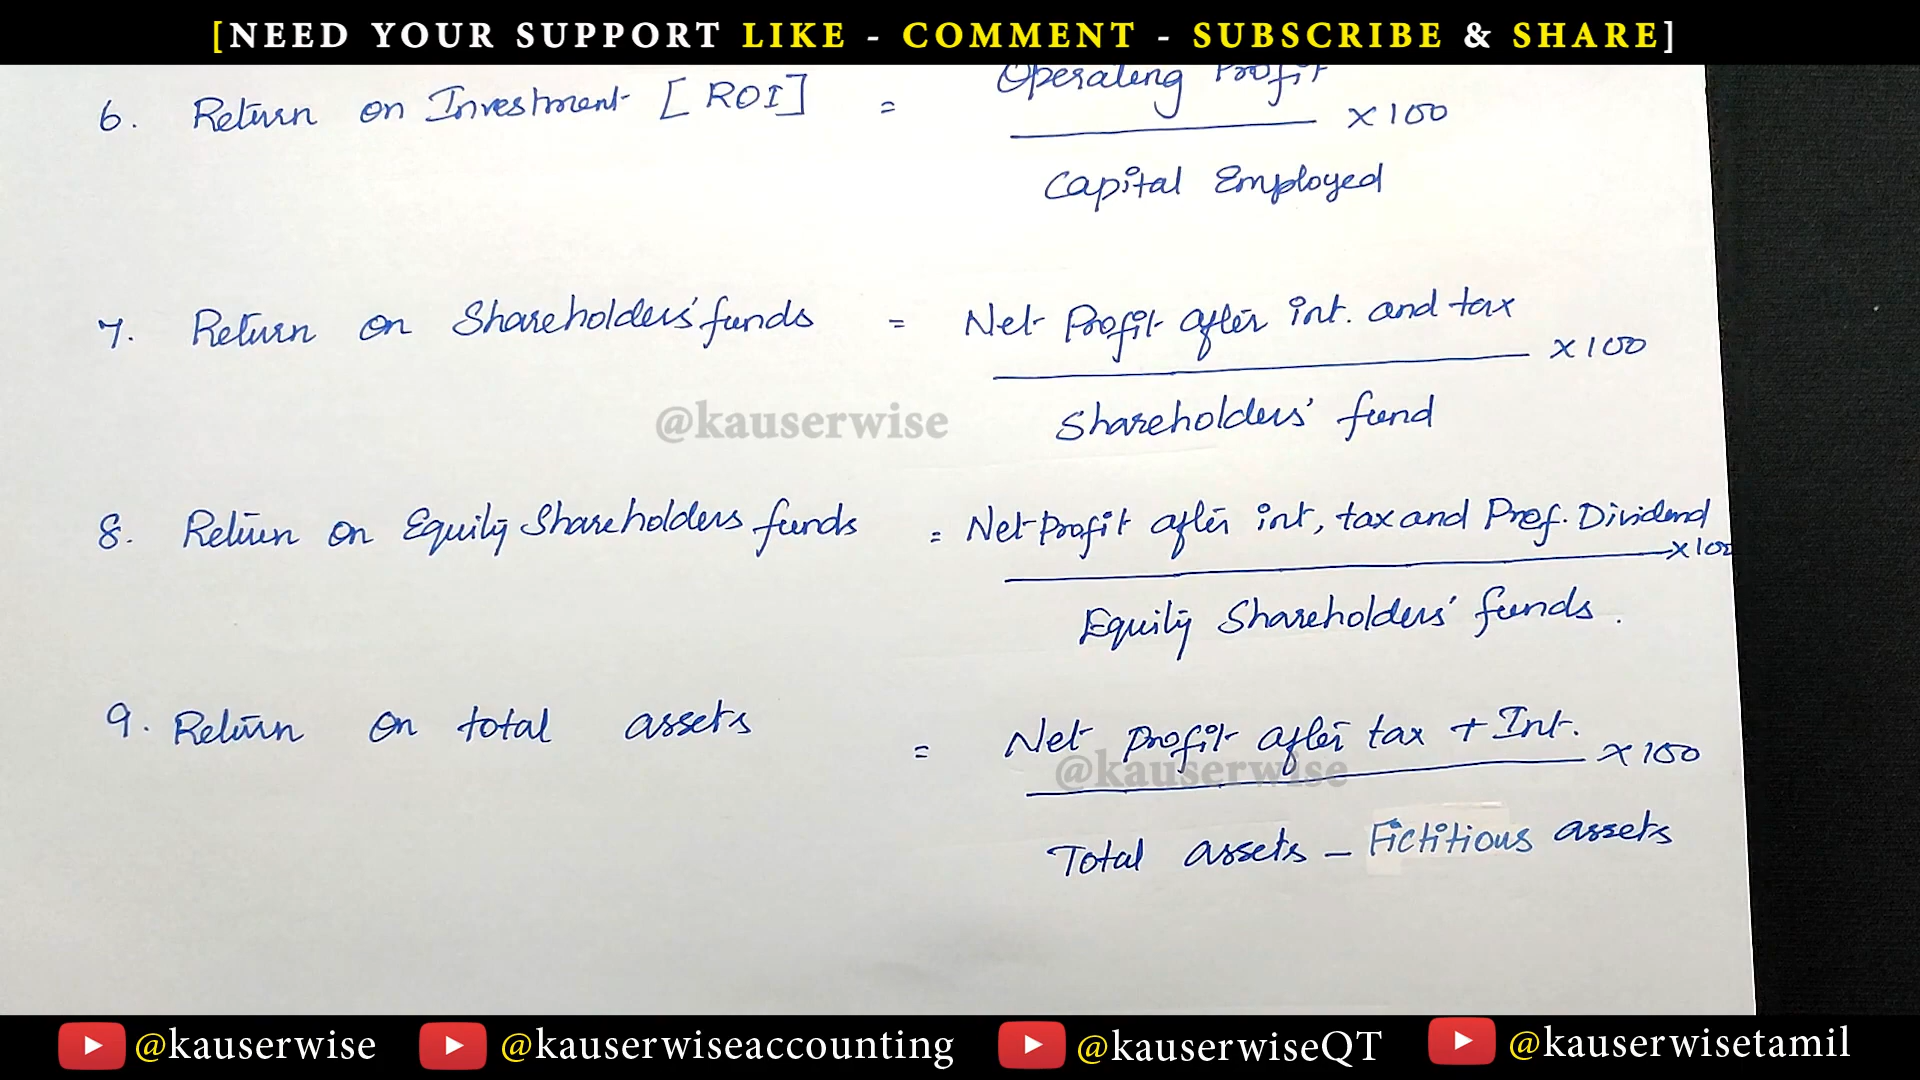 [NEED YOUR SUPPORT LIKE - COMMENT - SUBSCRIBE & SHARE]
6. Return on Investment [ROI] = Operating Profit × 100
Capital Employed
7. Return on Shareholders' funds = Net Profit after int. and tax × 100
@kauserwise
Shareholders' fund
8. Return on Equity Shareholders funds = Net Profit after int, tax and Pref. Dividend × 100
Equity Shareholders' funds.
9. Return on total assets = Net Profit after tax + Int. × 100
@kauserwise
Total assets - Fictitious assets
@kauserwise @kauserwiseaccounting @kauserwiseQT @kauserwisetamil